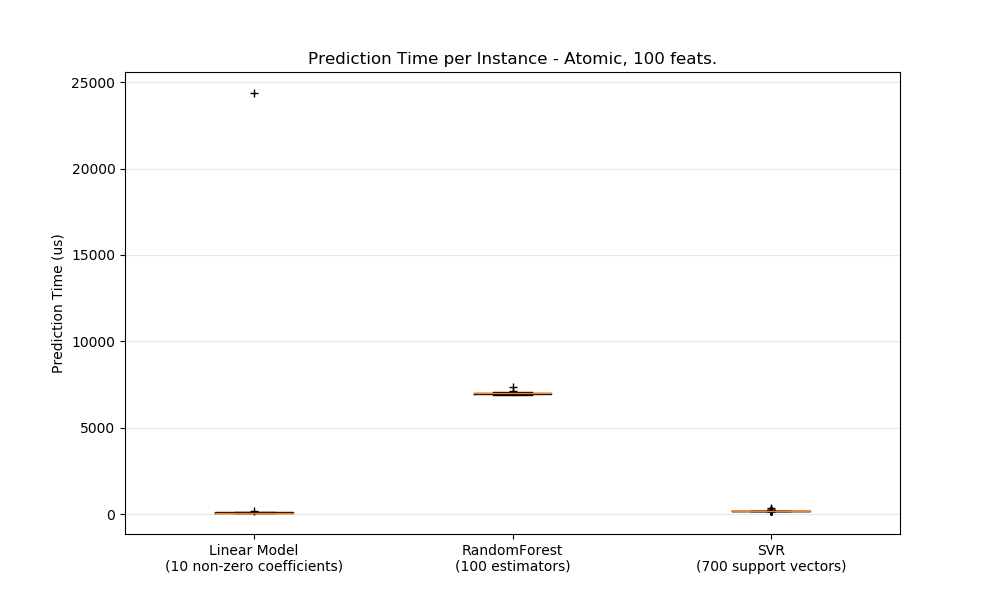 Prediction Time per Instance - Atomic, 100 feats.
25000
20000
15000
10000
5000
0
Prediction Time (us)
Linear Model
(10 non-zero coefficients)
RandomForest
(100 estimators)
SVR
(700 support vectors)